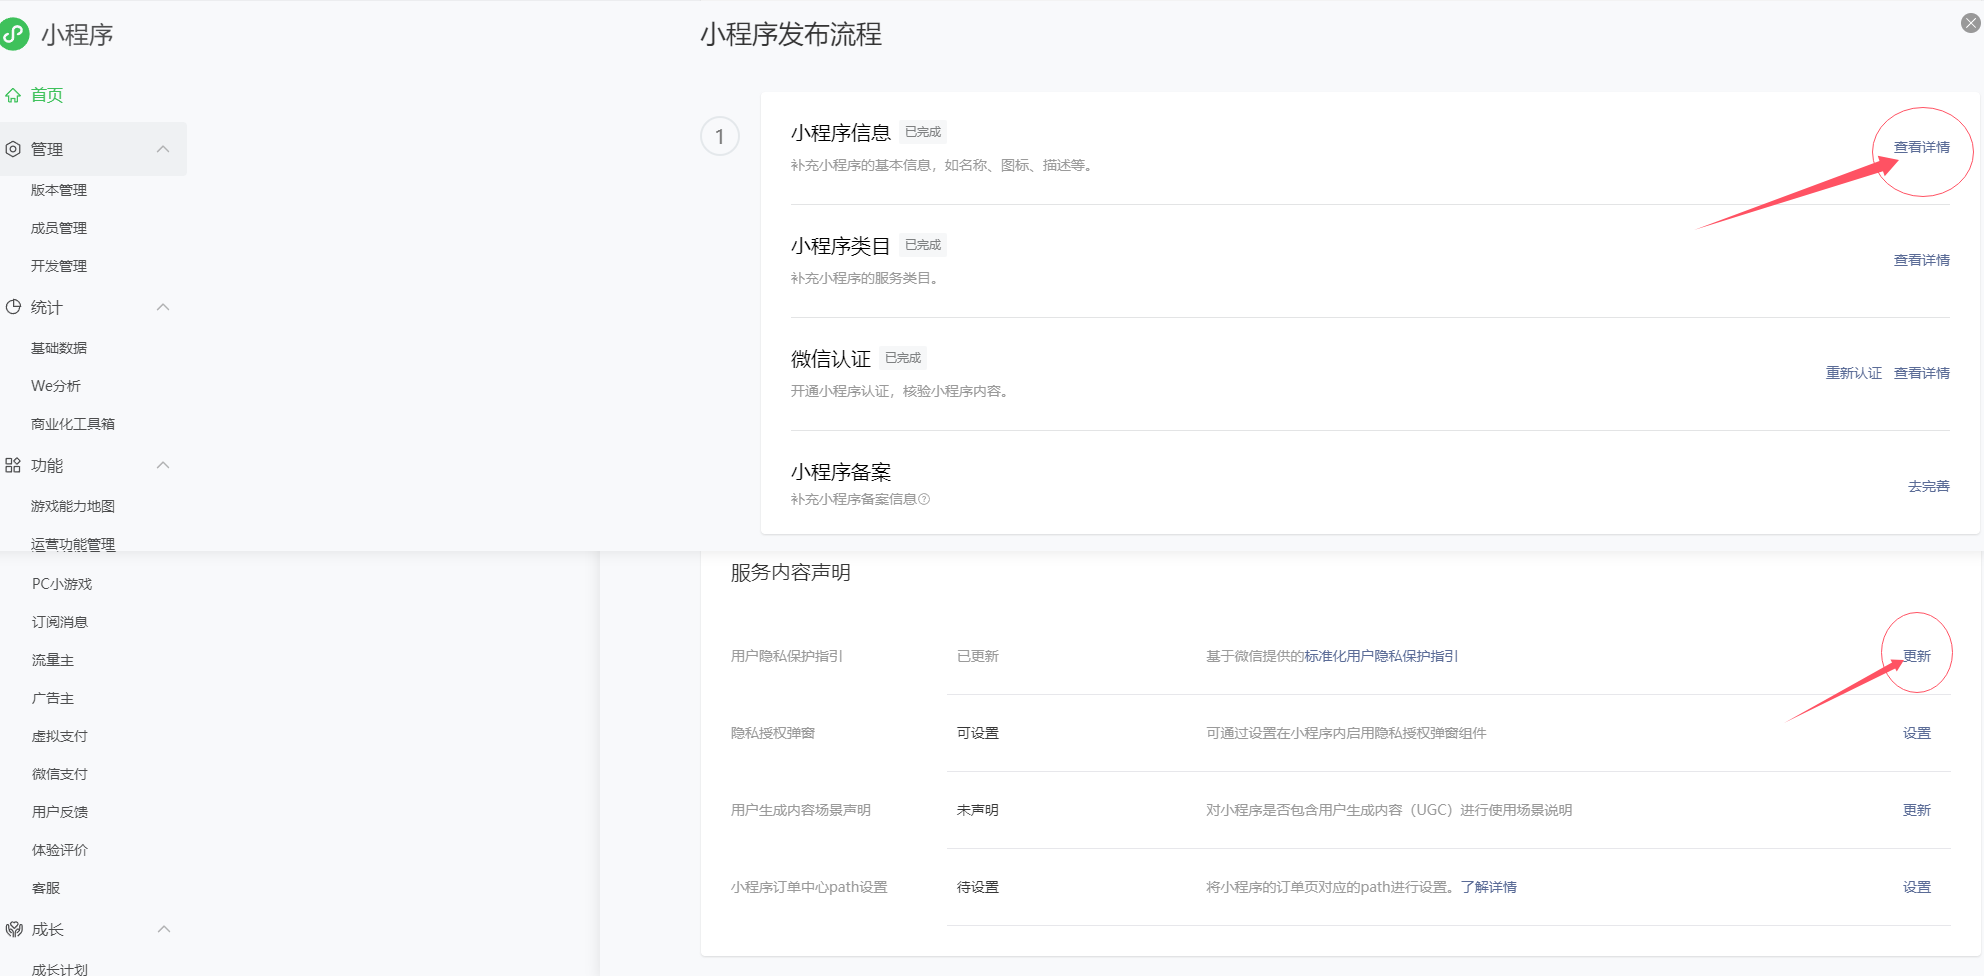 小程序
小程序发布流程
首页
管理
版本管理
成员管理
开发管理
统计
基础数据
We分析
商业化工具箱
功能
游戏能力地图
运营功能管理
PC小游戏
订阅消息
流量主
广告主
虚拟支付
微信支付
用户反馈
体验评价
客服
成长
成长计划
1
小程序信息 已完成
补充小程序的基本信息，如名称、图标、描述等。
查看详情
小程序类目 已完成
补充小程序的服务类目。
查看详情
微信认证 已完成
开通小程序认证，核验小程序内容。
重新认证 查看详情
小程序备案
补充小程序备案信息
去完善
服务内容声明
用户隐私保护指引 已更新 基于微信提供的标准化用户隐私保护指引 更新
隐私授权弹窗 可设置 可通过设置在小程序内启用隐私授权弹窗组件 设置
用户生成内容场景声明 未声明 对小程序是否包含用户生成内容（UGC）进行使用场景说明 更新
小程序订单中心path设置 待设置 将小程序的订单页对应的path进行设置。了解详情 设置